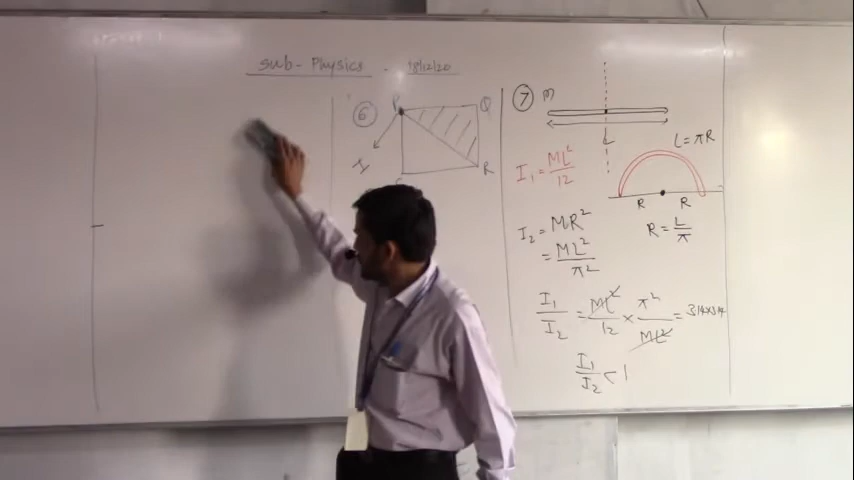 sub- Physics - 18/12/20
6
P
Q
R
I
7
m
L
L = πR
I₁ = ML²/12
R R
I₂ = MR²
= ML²/π²
R = L/π
I₁/I₂ = ML²/12 × π²/ML² = 3.14×3.14
I₁/I₂ < 1